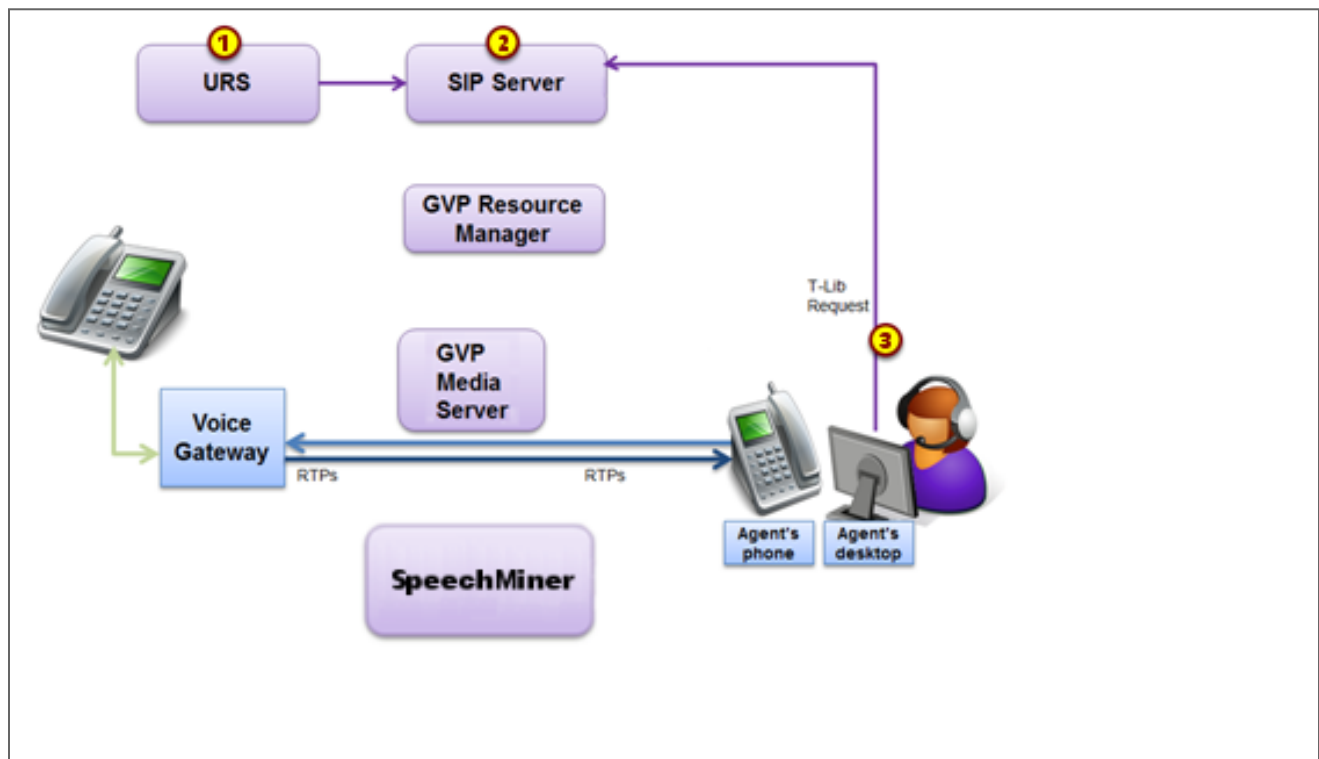 1
URS
2
SIP Server
GVP Resource
Manager
T-Lib
Request
3
GVP
Media
Server
Voice
Gateway
RTPs
RTPs
Agent's
phone
Agent's
desktop
SpeechMiner